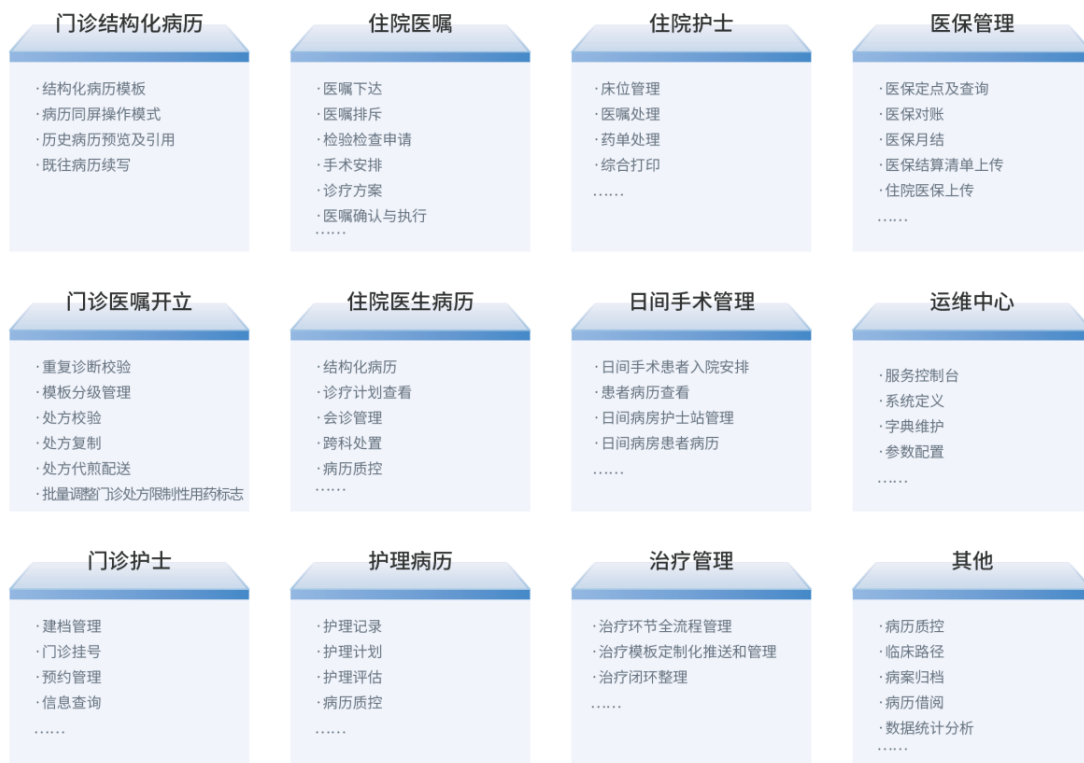 门诊结构化病历
·结构化病历模板
·病历同屏操作模式
·历史病历预览及引用
·既往病历续写
住院医嘱
·医嘱下达
·医嘱排斥
·检验检查申请
·手术安排
·诊疗方案
·医嘱确认与执行
……
住院护士
·床位管理
·医嘱处理
·药单处理
·综合打印
……
医保管理
·医保定点及查询
·医保对账
·医保月结
·医保结算清单上传
·住院医保上传
……
门诊医嘱开立
·重复诊断校验
·模板分级管理
·处方校验
·处方复制
·处方代煎配送
·批量调整门诊处方限制性用药标志
住院医生病历
·结构化病历
·诊疗计划查看
·会诊管理
·跨科处置
·病历质控
……
日间手术管理
·日间手术患者入院安排
·患者病历查看
·日间病房护士站管理
·日间病房患者病历
……
运维中心
·服务控制台
·系统定义
·字典维护
·参数配置
……
门诊护士
·建档管理
·门诊挂号
·预约管理
·信息查询
……
护理病历
·护理记录
·护理计划
·护理评估
·病历质控
……
治疗管理
·治疗环节全流程管理
·治疗模板定制化推送和管理
·治疗闭环整理
……
其他
·病历质控
·临床路径
·病案归档
·病历借阅
·数据统计分析
……